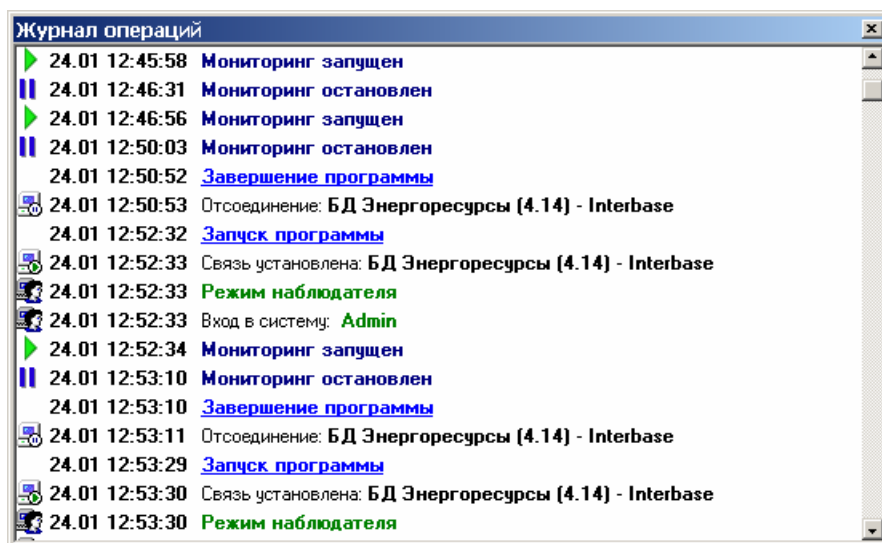 Журнал операций
24.01 12:45:58 Мониторинг запущен
24.01 12:46:31 Мониторинг остановлен
24.01 12:46:56 Мониторинг запущен
24.01 12:50:03 Мониторинг остановлен
24.01 12:50:52 Завершение программы
24.01 12:50:53 Отсоединение: БД Энергоресурсы (4.14) - Interbase
24.01 12:52:32 Запуск программы
24.01 12:52:33 Связь установлена: БД Энергоресурсы (4.14) - Interbase
24.01 12:52:33 Режим наблюдателя
24.01 12:52:33 Вход в систему: Admin
24.01 12:52:34 Мониторинг запущен
24.01 12:53:10 Мониторинг остановлен
24.01 12:53:10 Завершение программы
24.01 12:53:11 Отсоединение: БД Энергоресурсы (4.14) - Interbase
24.01 12:53:29 Запуск программы
24.01 12:53:30 Связь установлена: БД Энергоресурсы (4.14) - Interbase
24.01 12:53:30 Режим наблюдателя